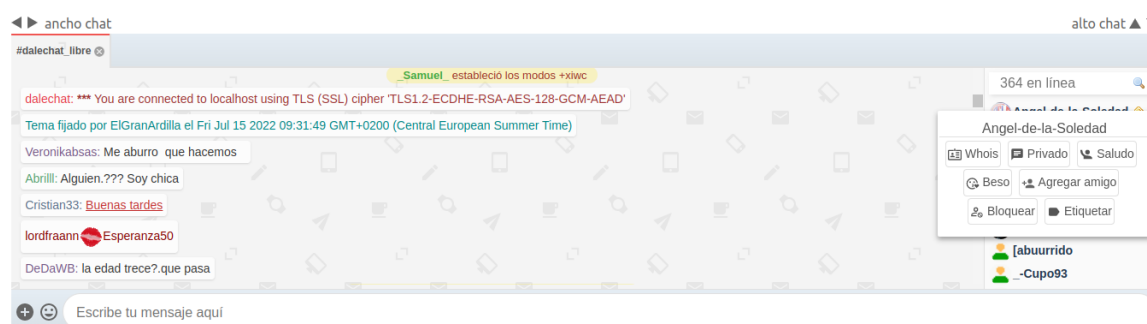 ancho chat
alto chat
#dalechat_libre
_Samuel_ estableció los modos +xiwc
dalechat: *** You are connected to localhost using TLS (SSL) cipher 'TLS1.2-ECDHE-RSA-AES-128-GCM-AEAD'
Tema fijado por ElGranArdilla el Fri Jul 15 2022 09:31:49 GMT+0200 (Central European Summer Time)
Veronikabsas: Me aburro que hacemos
Abrilll: Alguien.??? Soy chica
Cristian33: Buenas tardes
lordfraann Esperanza50
DeDaWB: la edad trece?.que pasa
Escribe tu mensaje aquí
364 en línea
Angel-de-la-Soledad
Angel-de-la-Soledad
Whois Privado Saludo
Beso Agregar amigo
Bloquear Etiquetar
[abuurrido
_-Cupo93